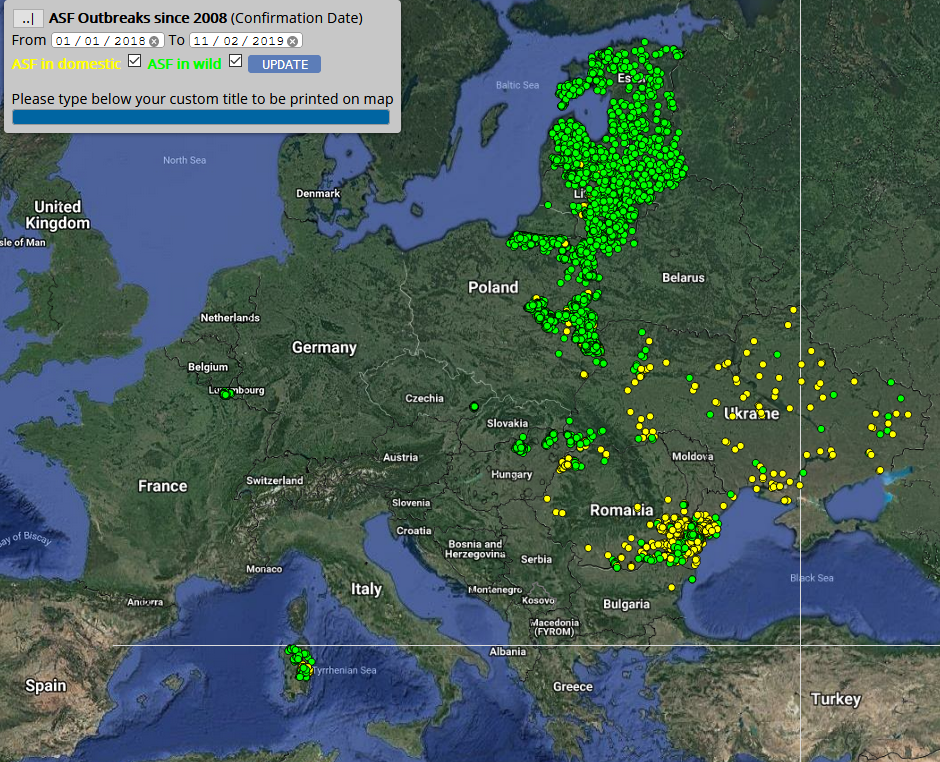 ..| ASF Outbreaks since 2008 (Confirmation Date)
From 01 / 01 / 2018 To 11 / 02 / 2019
ASF in domestic ASF in wild UPDATE
Please type below your custom title to be printed on map
Baltic Sea
North Sea
Denmark
United
Kingdom
sle of Man
Poland
Belarus
Netherlands
Germany
Belgium
Luxembourg
Czechia
Ukraine
Slovakia
Austria
Moldova
Hungary
Switzerland
France
Slovenia
Romania
Croatia
Bay of Biscay
Bosnia and
Herzegovina
Serbia
Monaco
Black Sea
Italy
Montenegro
Andorra
Kosovo
Bulgaria
Macedonia
(FYROM)
Albania
Tyrrhenian Sea
Spain
Greece
Turkey